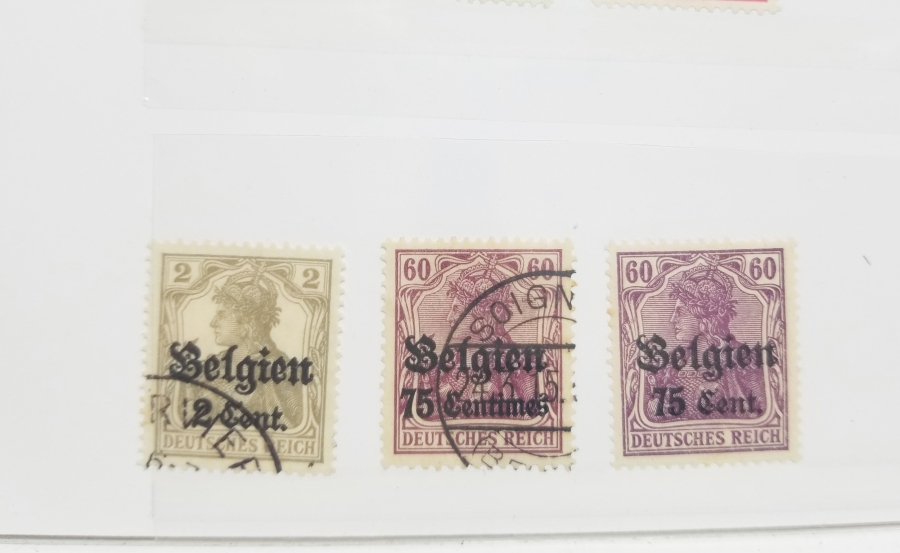 2 2
Belgien
2 Cent.
DEUTSCHES REICH
60 60
SOIGN
Belgien
75 Centimes
DEUTSCHES REICH
60 60
Belgien
75 Cent.
DEUTSCHES REICH